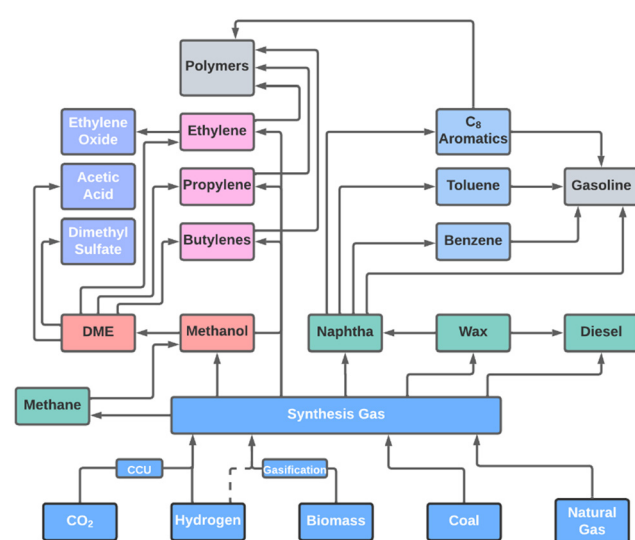 Polymers
Ethylene
Oxide
Ethylene
C₈
Aromatics
Acetic
Acid
Propylene
Toluene
Gasoline
Dimethyl
Sulfate
Butylenes
Benzene
DME
Methanol
Naphtha
Wax
Diesel
Methane
Synthesis Gas
CCU
Gasification
CO₂
Hydrogen
Biomass
Coal
Natural
Gas